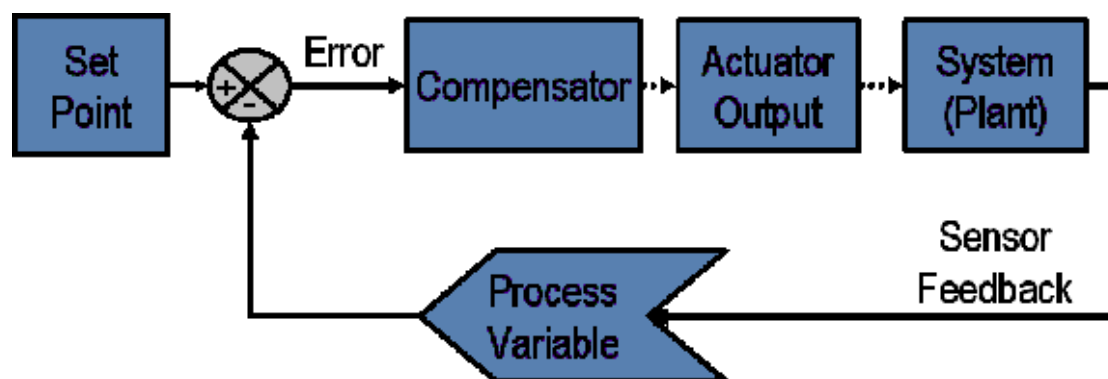 Set
Point
+
-
Error
Compensator
Actuator
Output
System
(Plant)
Sensor
Feedback
Process
Variable